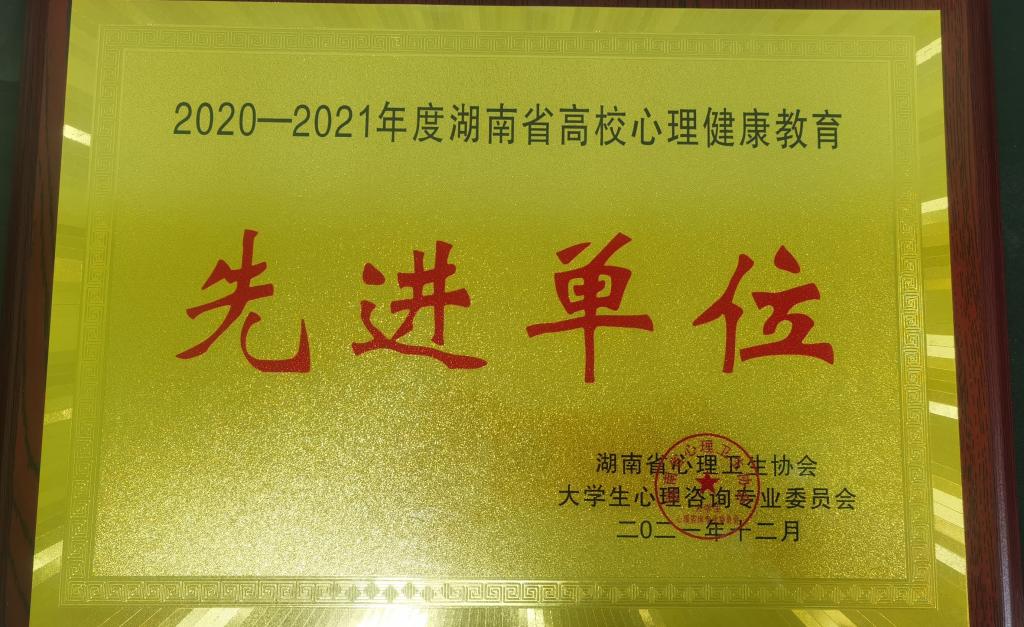 2020—2021年度湖南省高校心理健康教育
先进单位
湖南省心理卫生协会
大学生心理咨询专业委员会
二0二一年十二月